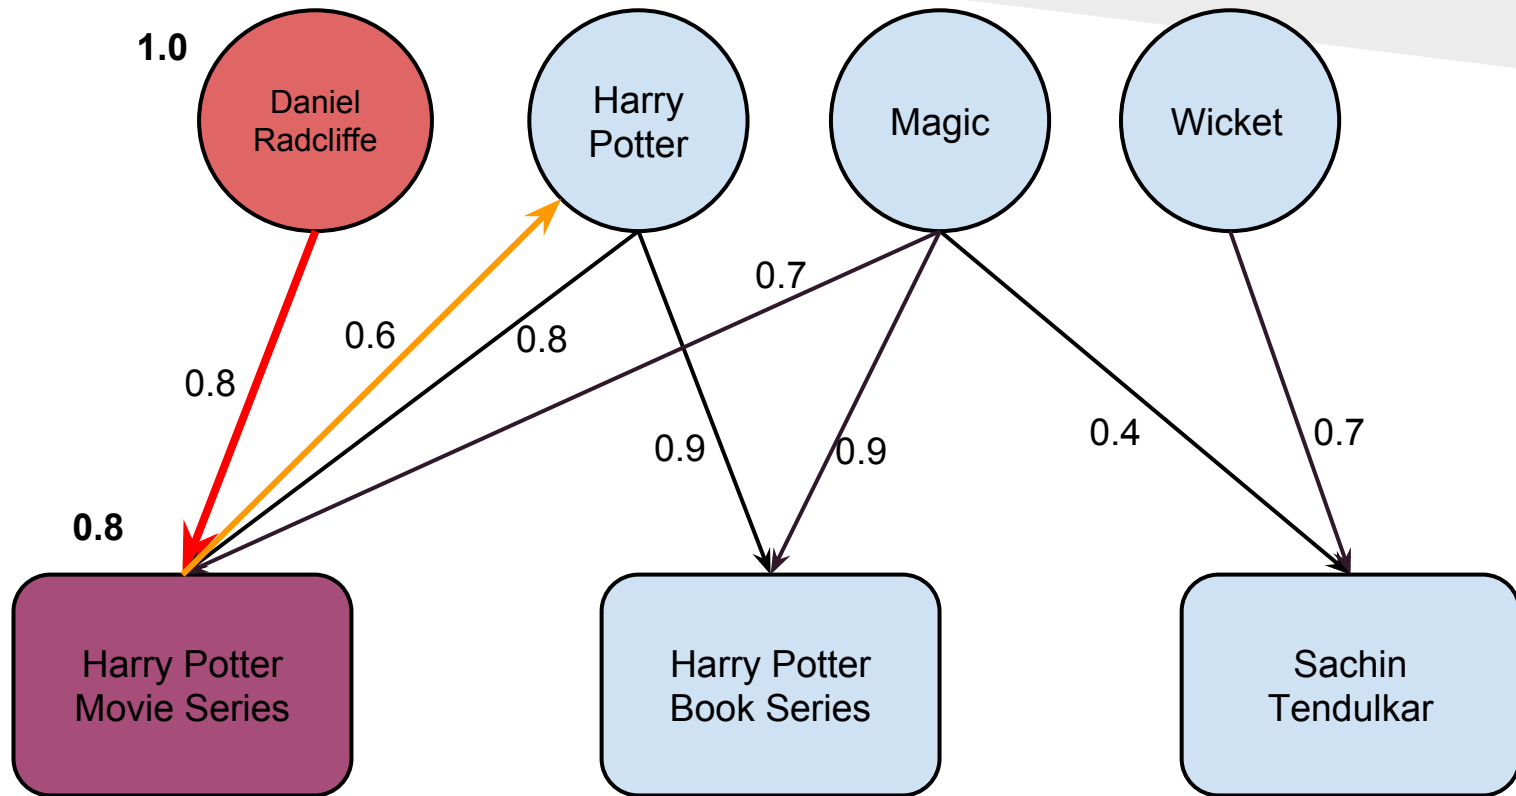 1.0
Daniel
Radcliffe
Harry
Potter
Magic
Wicket
0.7
0.6
0.8
0.8
0.9
0.9
0.4
0.7
0.8
Harry Potter
Movie Series
Harry Potter
Book Series
Sachin
Tendulkar